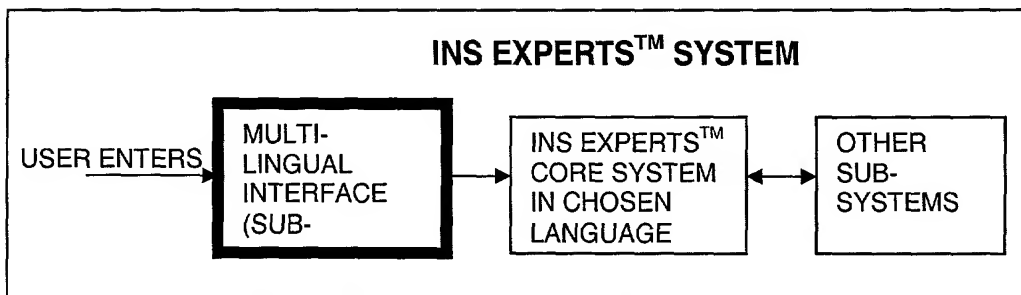 INS EXPERTS™ SYSTEM
USER ENTERS
MULTI-
LINGUAL
INTERFACE
(SUB-
INS EXPERTS™
CORE SYSTEM
IN CHOSEN
LANGUAGE
OTHER
SUB-
SYSTEMS